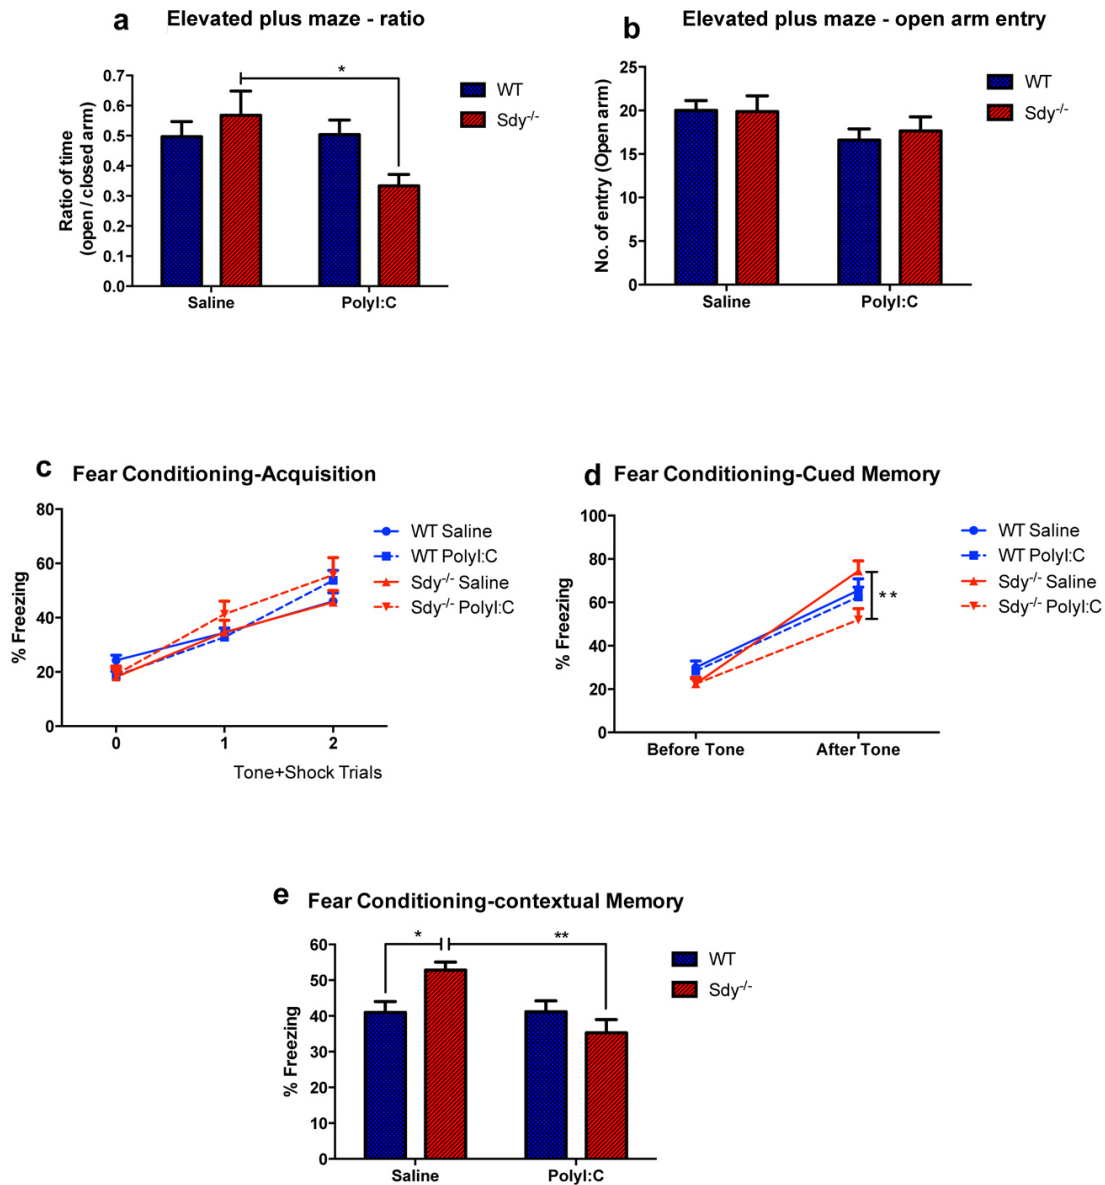 a Elevated plus maze - ratio
0.7
0.6
0.5
0.4
0.3
0.2
0.1
0.0
Ratio of time
(open / closed arm)
*
WT
Sdy-/-
Saline PolyI:C
b Elevated plus maze - open arm entry
25
20
15
10
5
0
No. of entry (Open arm)
WT
Sdy-/-
Saline PolyI:C
c Fear Conditioning-Acquisition
80
60
40
20
0
% Freezing
WT Saline
WT PolyI:C
Sdy-/- Saline
Sdy-/- PolyI:C
0 1 2
Tone+Shock Trials
d Fear Conditioning-Cued Memory
100
80
60
40
20
0
% Freezing
**
WT Saline
WT PolyI:C
Sdy-/- Saline
Sdy-/- PolyI:C
Before Tone After Tone
e Fear Conditioning-contextual Memory
60
50
40
30
20
10
0
% Freezing
* **
WT
Sdy-/-
Saline PolyI:C